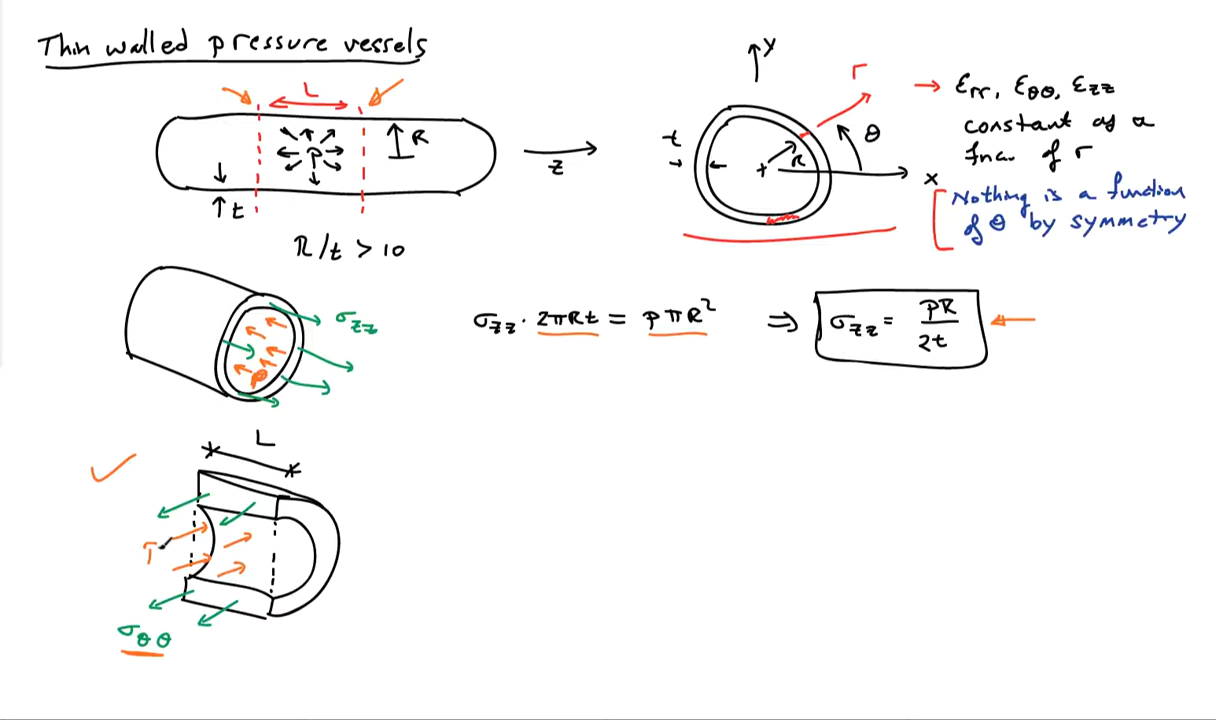 Thin walled pressure vessels
L
P
R
t
z
R/t > 10
y
r
θ
t
R
x
→ εrr, εθθ, εzz
constant as a
fnc. of r
Nothing is a function
of θ by symmetry
σzz
P
σzz · 2πRt = pπR² ⇒ σzz = PR/2t
L
σθθ